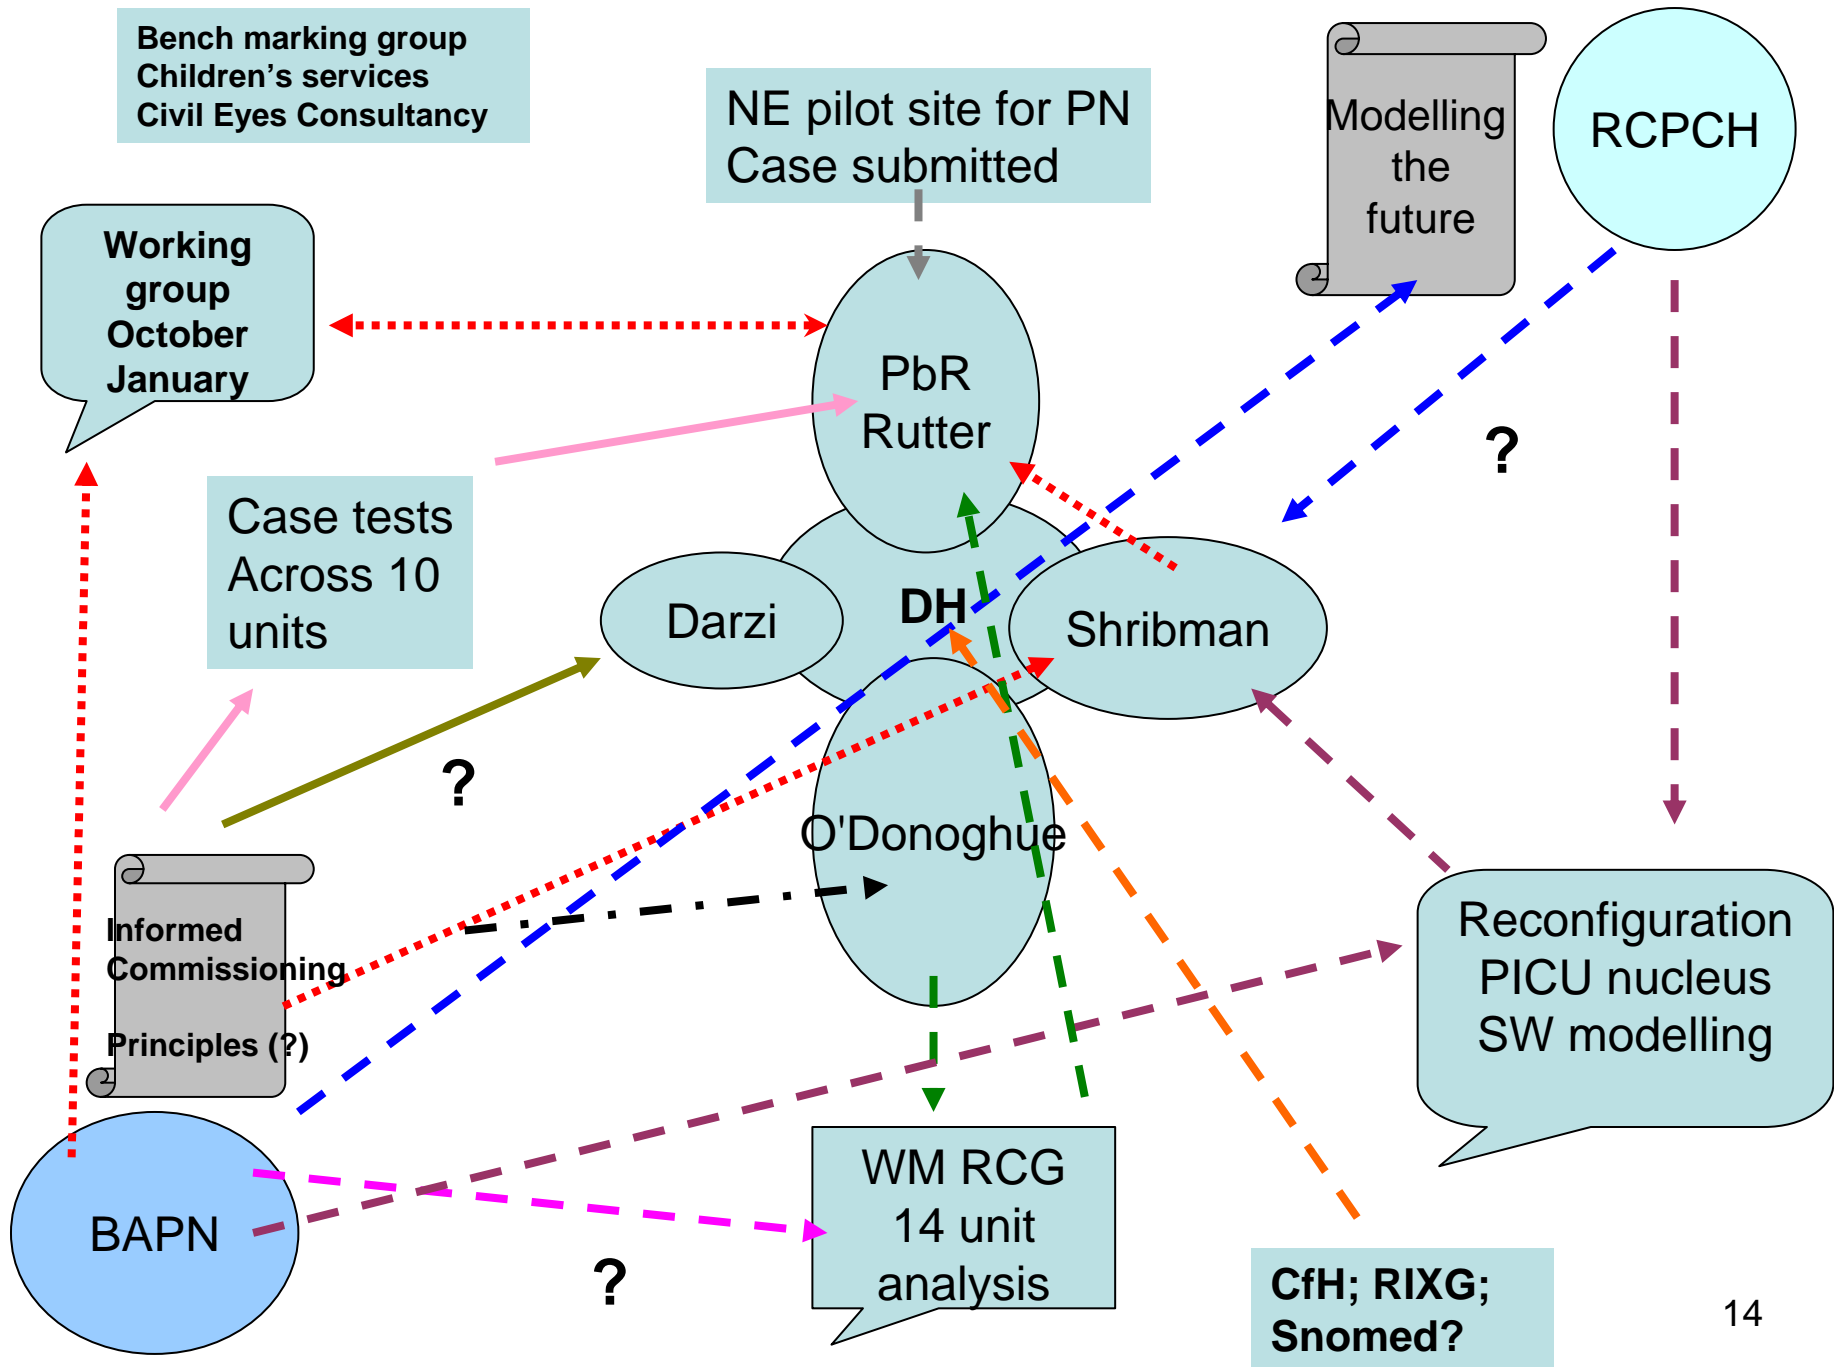 Bench marking group
Children's services
Civil Eyes Consultancy
NE pilot site for PN
Case submitted
Modelling
the
future
RCPCH
Working
group
October
January
PbR
Rutter
?
Case tests
Across 10
units
Darzi
DH
Shribman
?
O'Donoghue
Informed
Commissioning
Principles (?)
Reconfiguration
PICU nucleus
SW modelling
BAPN
?
WM RCG
14 unit
analysis
CfH; RIXG;
Snomed?
14